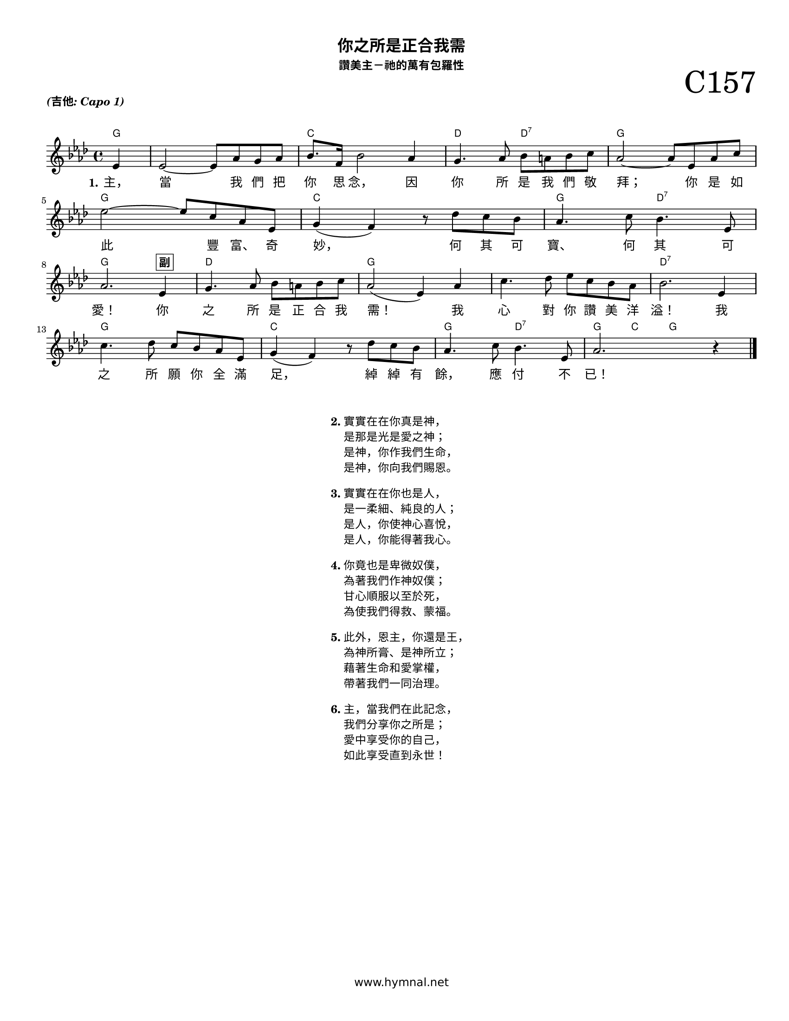 你之所是正合我需
讚美主－祂的萬有包羅性
C157
(吉他: Capo 1)
G C D D7 G
1. 主， 當 我 們 把 你 思 念， 因 你 所 是 我 們 敬 拜； 你 是 如
5 G C G D7
此 豐 富、 奇 妙， 何 其 可 寶、 何 其 可
8 G 副 D G D7
愛！ 你 之 所 是 正 合 我 需！ 我 心 對 你 讚 美 洋 溢！ 我
13 G C G D7 G C G
之 所 願 你 全 滿 足， 綽 綽 有 餘， 應 付 不 已！
2. 實實在在你真是神，
是那是光是愛之神；
是神，你作我們生命，
是神，你向我們賜恩。
3. 實實在在你也是人，
是一柔細、純良的人；
是人，你使神心喜悅，
是人，你能得著我心。
4. 你竟也是卑微奴僕，
為著我們作神奴僕；
甘心順服以至於死，
為使我們得救、蒙福。
5. 此外，恩主，你還是王，
為神所膏、是神所立；
藉著生命和愛掌權，
帶著我們一同治理。
6. 主，當我們在此記念，
我們分享你之所是；
愛中享受你的自己，
如此享受直到永世！
www.hymnal.net